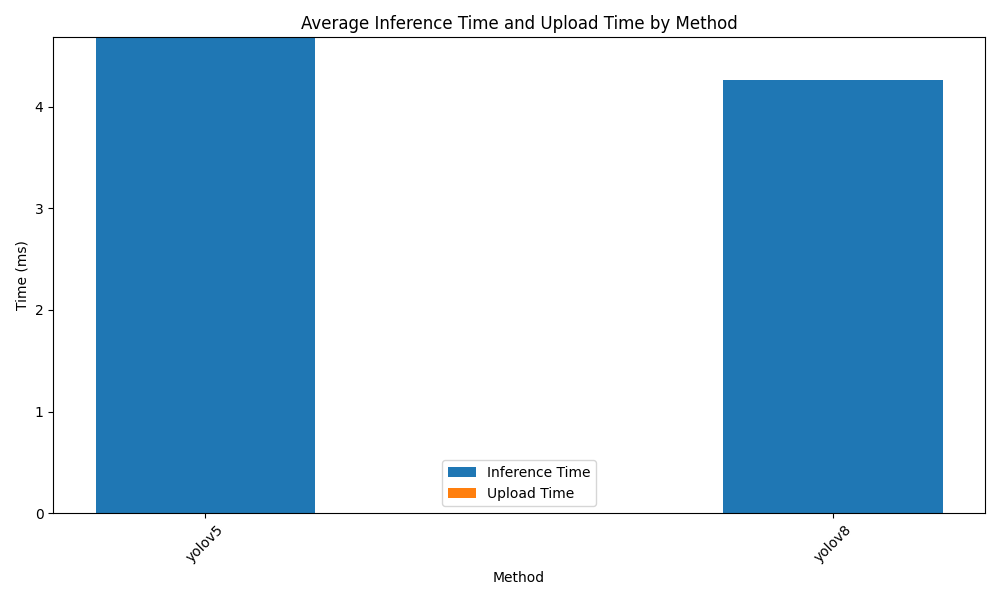 Average Inference Time and Upload Time by Method
Time (ms)
4
3
2
1
0
Inference Time
Upload Time
yolov5
yolov8
Method